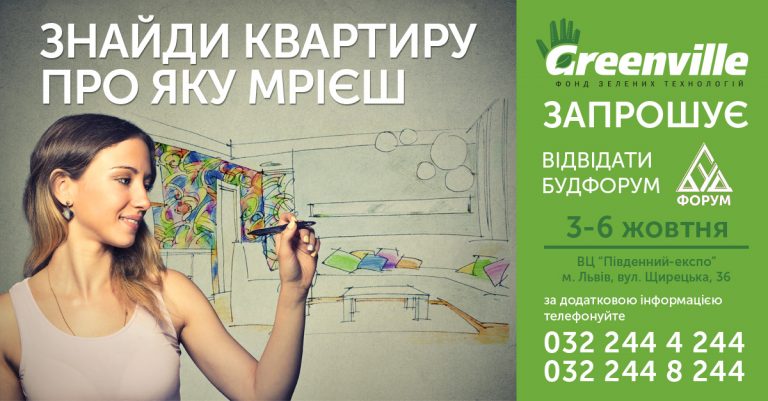 ЗНАЙДИ КВАРТИРУ
ПРО ЯКУ МРІЄШ
Greenville
ФОНД ЗЕЛЕНИХ ТЕХНОЛОГІЙ
ЗАПРОШУЄ
ВІДВІДАТИ
БУДФОРУМ
БУД
ФОРУМ
3-6 жовтня
ВЦ "Південний-експо"
м. Львів, вул. Щирецька, 36
за додатковою інформацією
телефонуйте
032 244 4 244
032 244 8 244